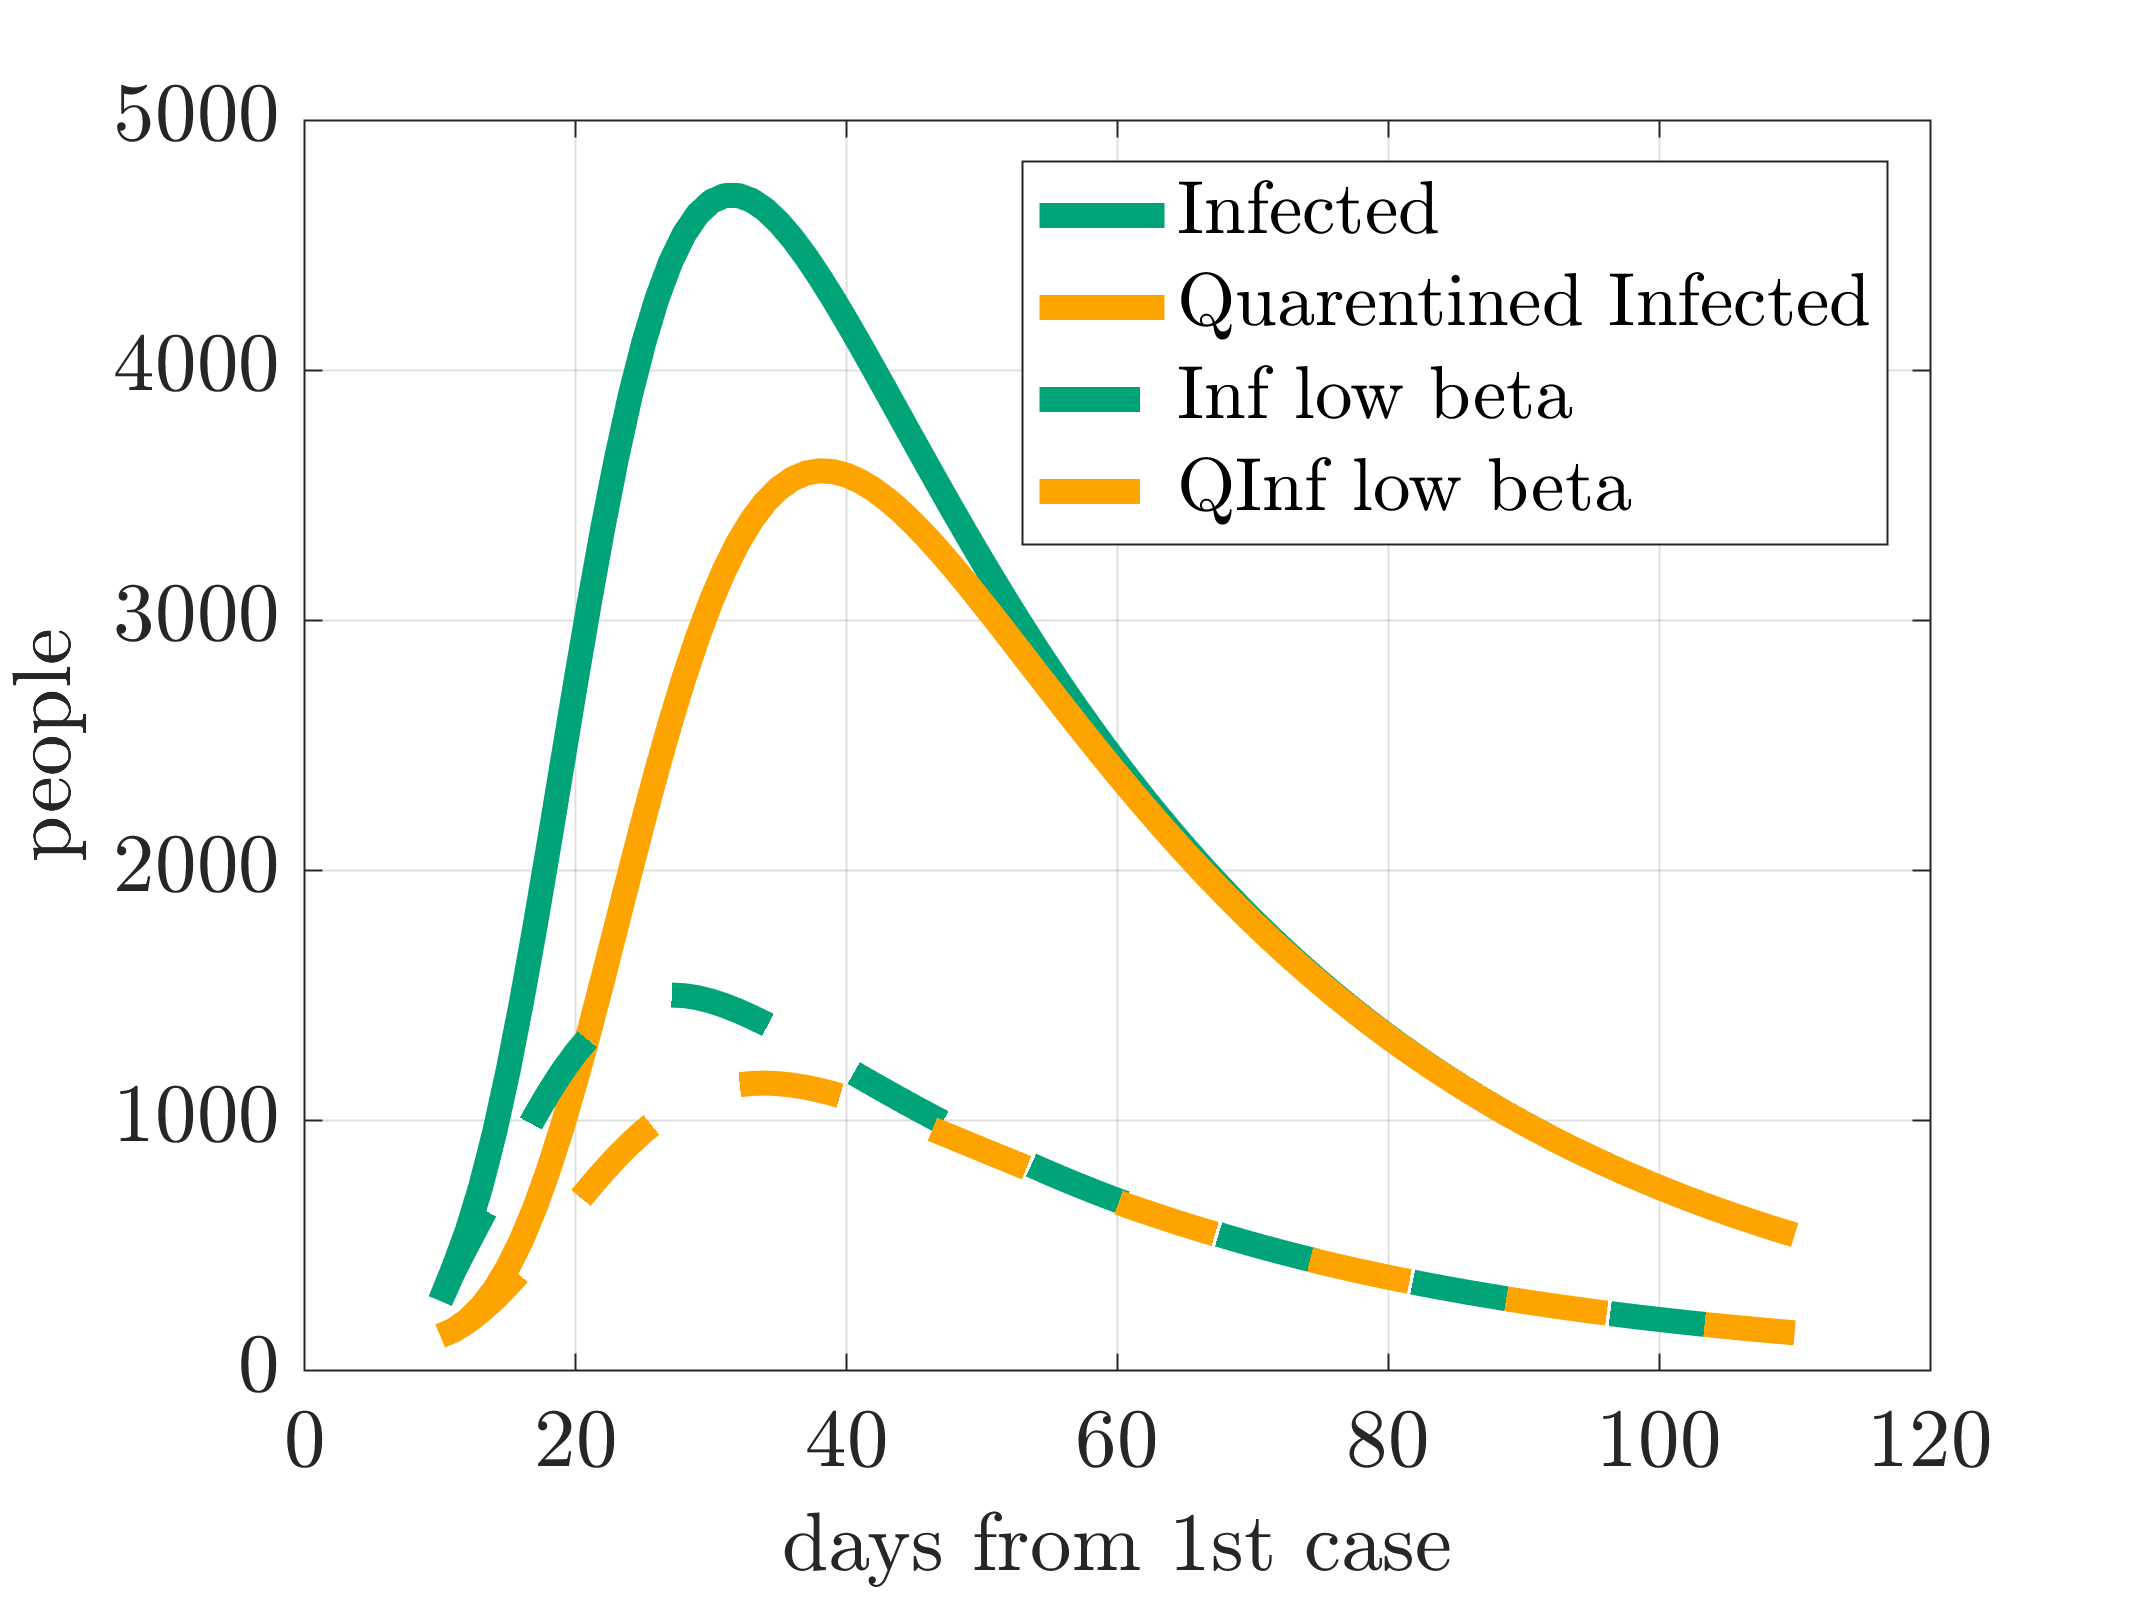 5000
4000
3000
2000
1000
0
people
Infected
Quarentined Infected
Inf low beta
QInf low beta
0 20 40 60 80 100 120
days from 1st case